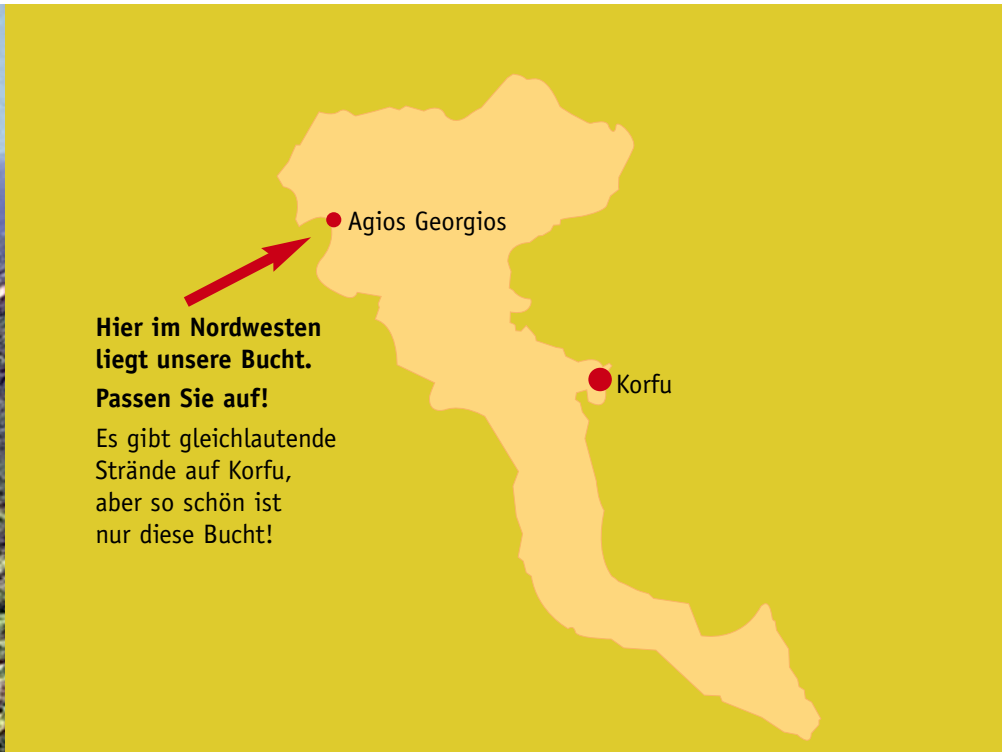 Agios Georgios
Hier im Nordwesten
liegt unsere Bucht.
Passen Sie auf!
Es gibt gleichlautende
Strände auf Korfu,
aber so schön ist
nur diese Bucht!
Korfu